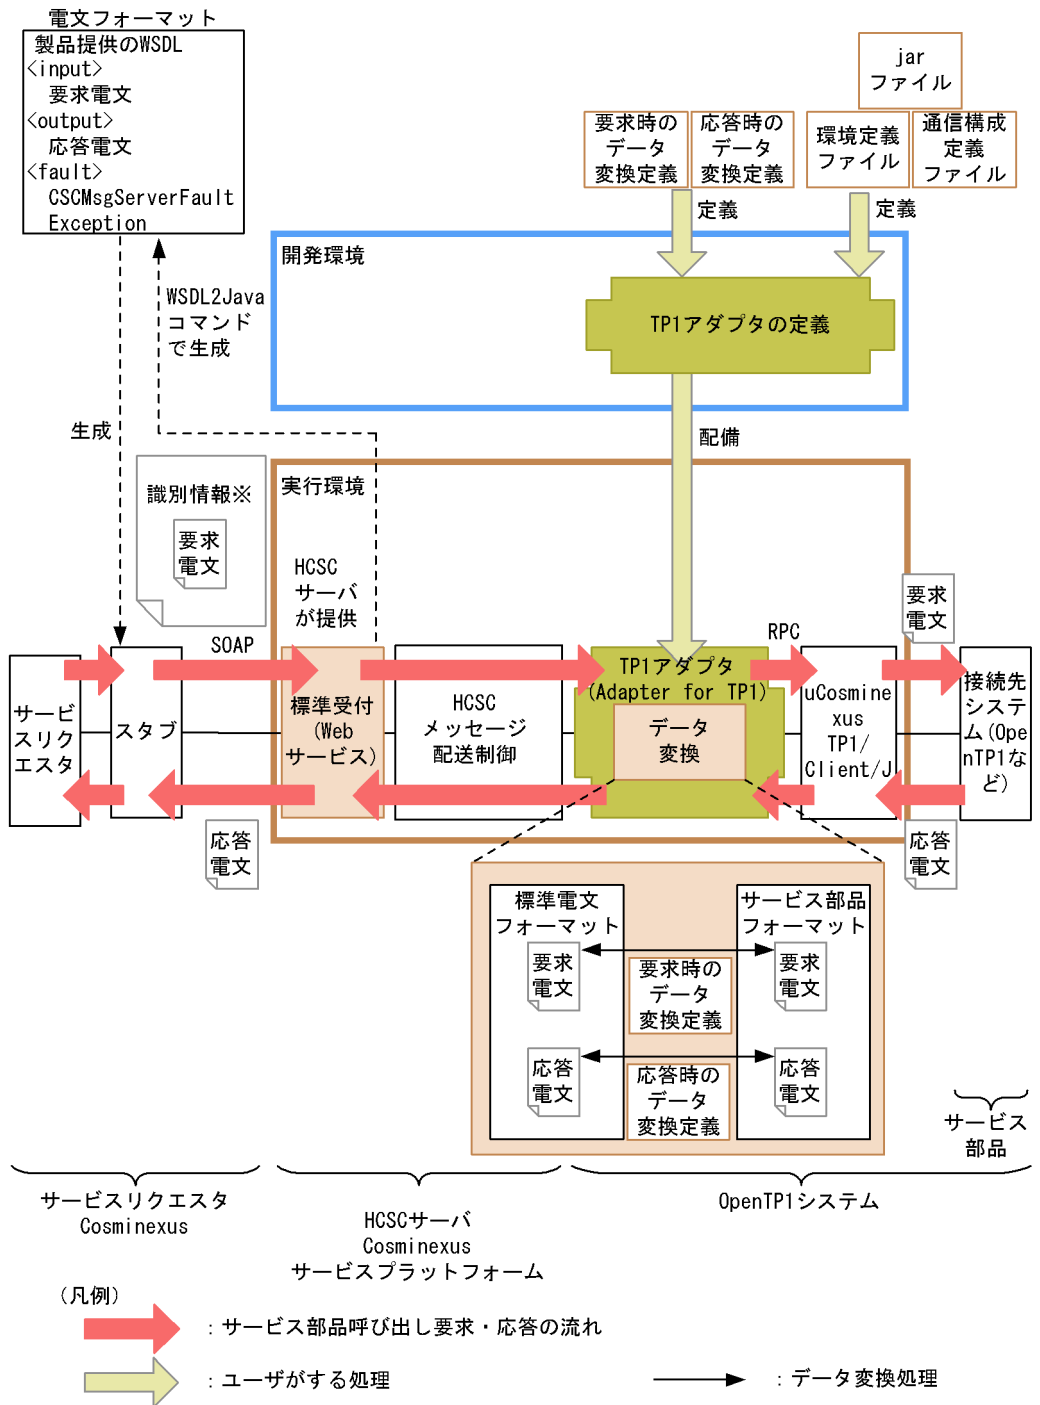 電文フォーマット
製品提供のWSDL
<input>
要求電文
<output>
応答電文
<fault>
CSCMsgServerFault
Exception
jar
ファイル
要求時の
データ
変換定義
応答時の
データ
変換定義
環境定義
ファイル
通信構成
定義
ファイル
定義
定義
開発環境
WSDL2Java
コマンド
で生成
TP1アダプタの定義
生成
配備
識別情報※
要求
電文
実行環境
HCSC
サーバ
が提供
要求
電文
SOAP
RPC
サービ
スリク
エスタ
スタブ
標準受付
(Web
サービス)
HCSC
メッセージ
配送制御
TP1アダプタ
(Adapter for TP1)
データ
変換
uCosmine
xus
TP1/
Client/J
接続先
システ
ム(Ope
nTP1な
ど)
応答
電文
応答
電文
標準電文
フォーマット
サービス部品
フォーマット
要求
電文
要求時の
データ
変換定義
要求
電文
応答
電文
応答時の
データ
変換定義
応答
電文
サービス
部品
サービスリクエスタ
Cosminexus
HCSCサーバ
Cosminexus
サービスプラットフォーム
OpenTP1システム
(凡例)
：サービス部品呼び出し要求・応答の流れ
：ユーザがする処理
：データ変換処理